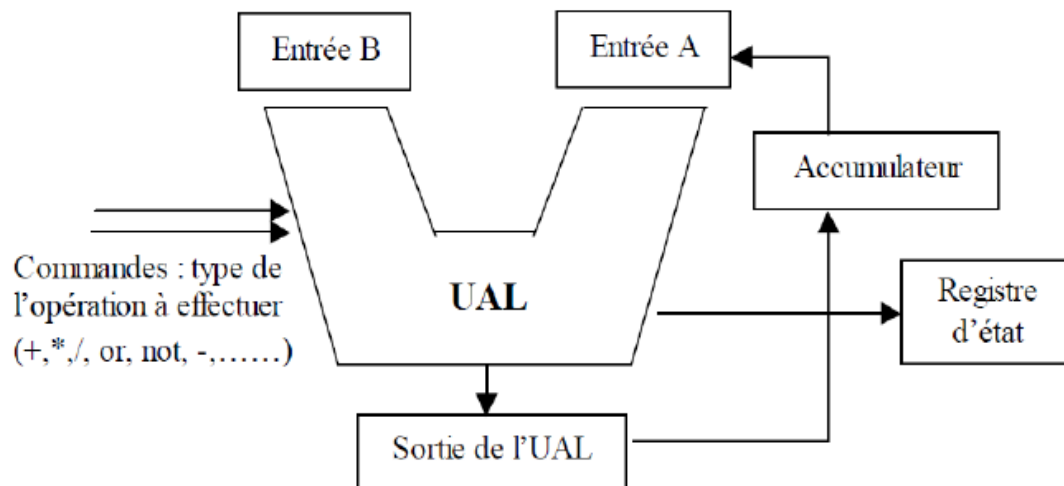 Entrée B
Entrée A
Accumulateur
Commandes : type de
l'opération à effectuer
(+,*,/, or, not, -,......)
UAL
Registre
d'état
Sortie de l'UAL